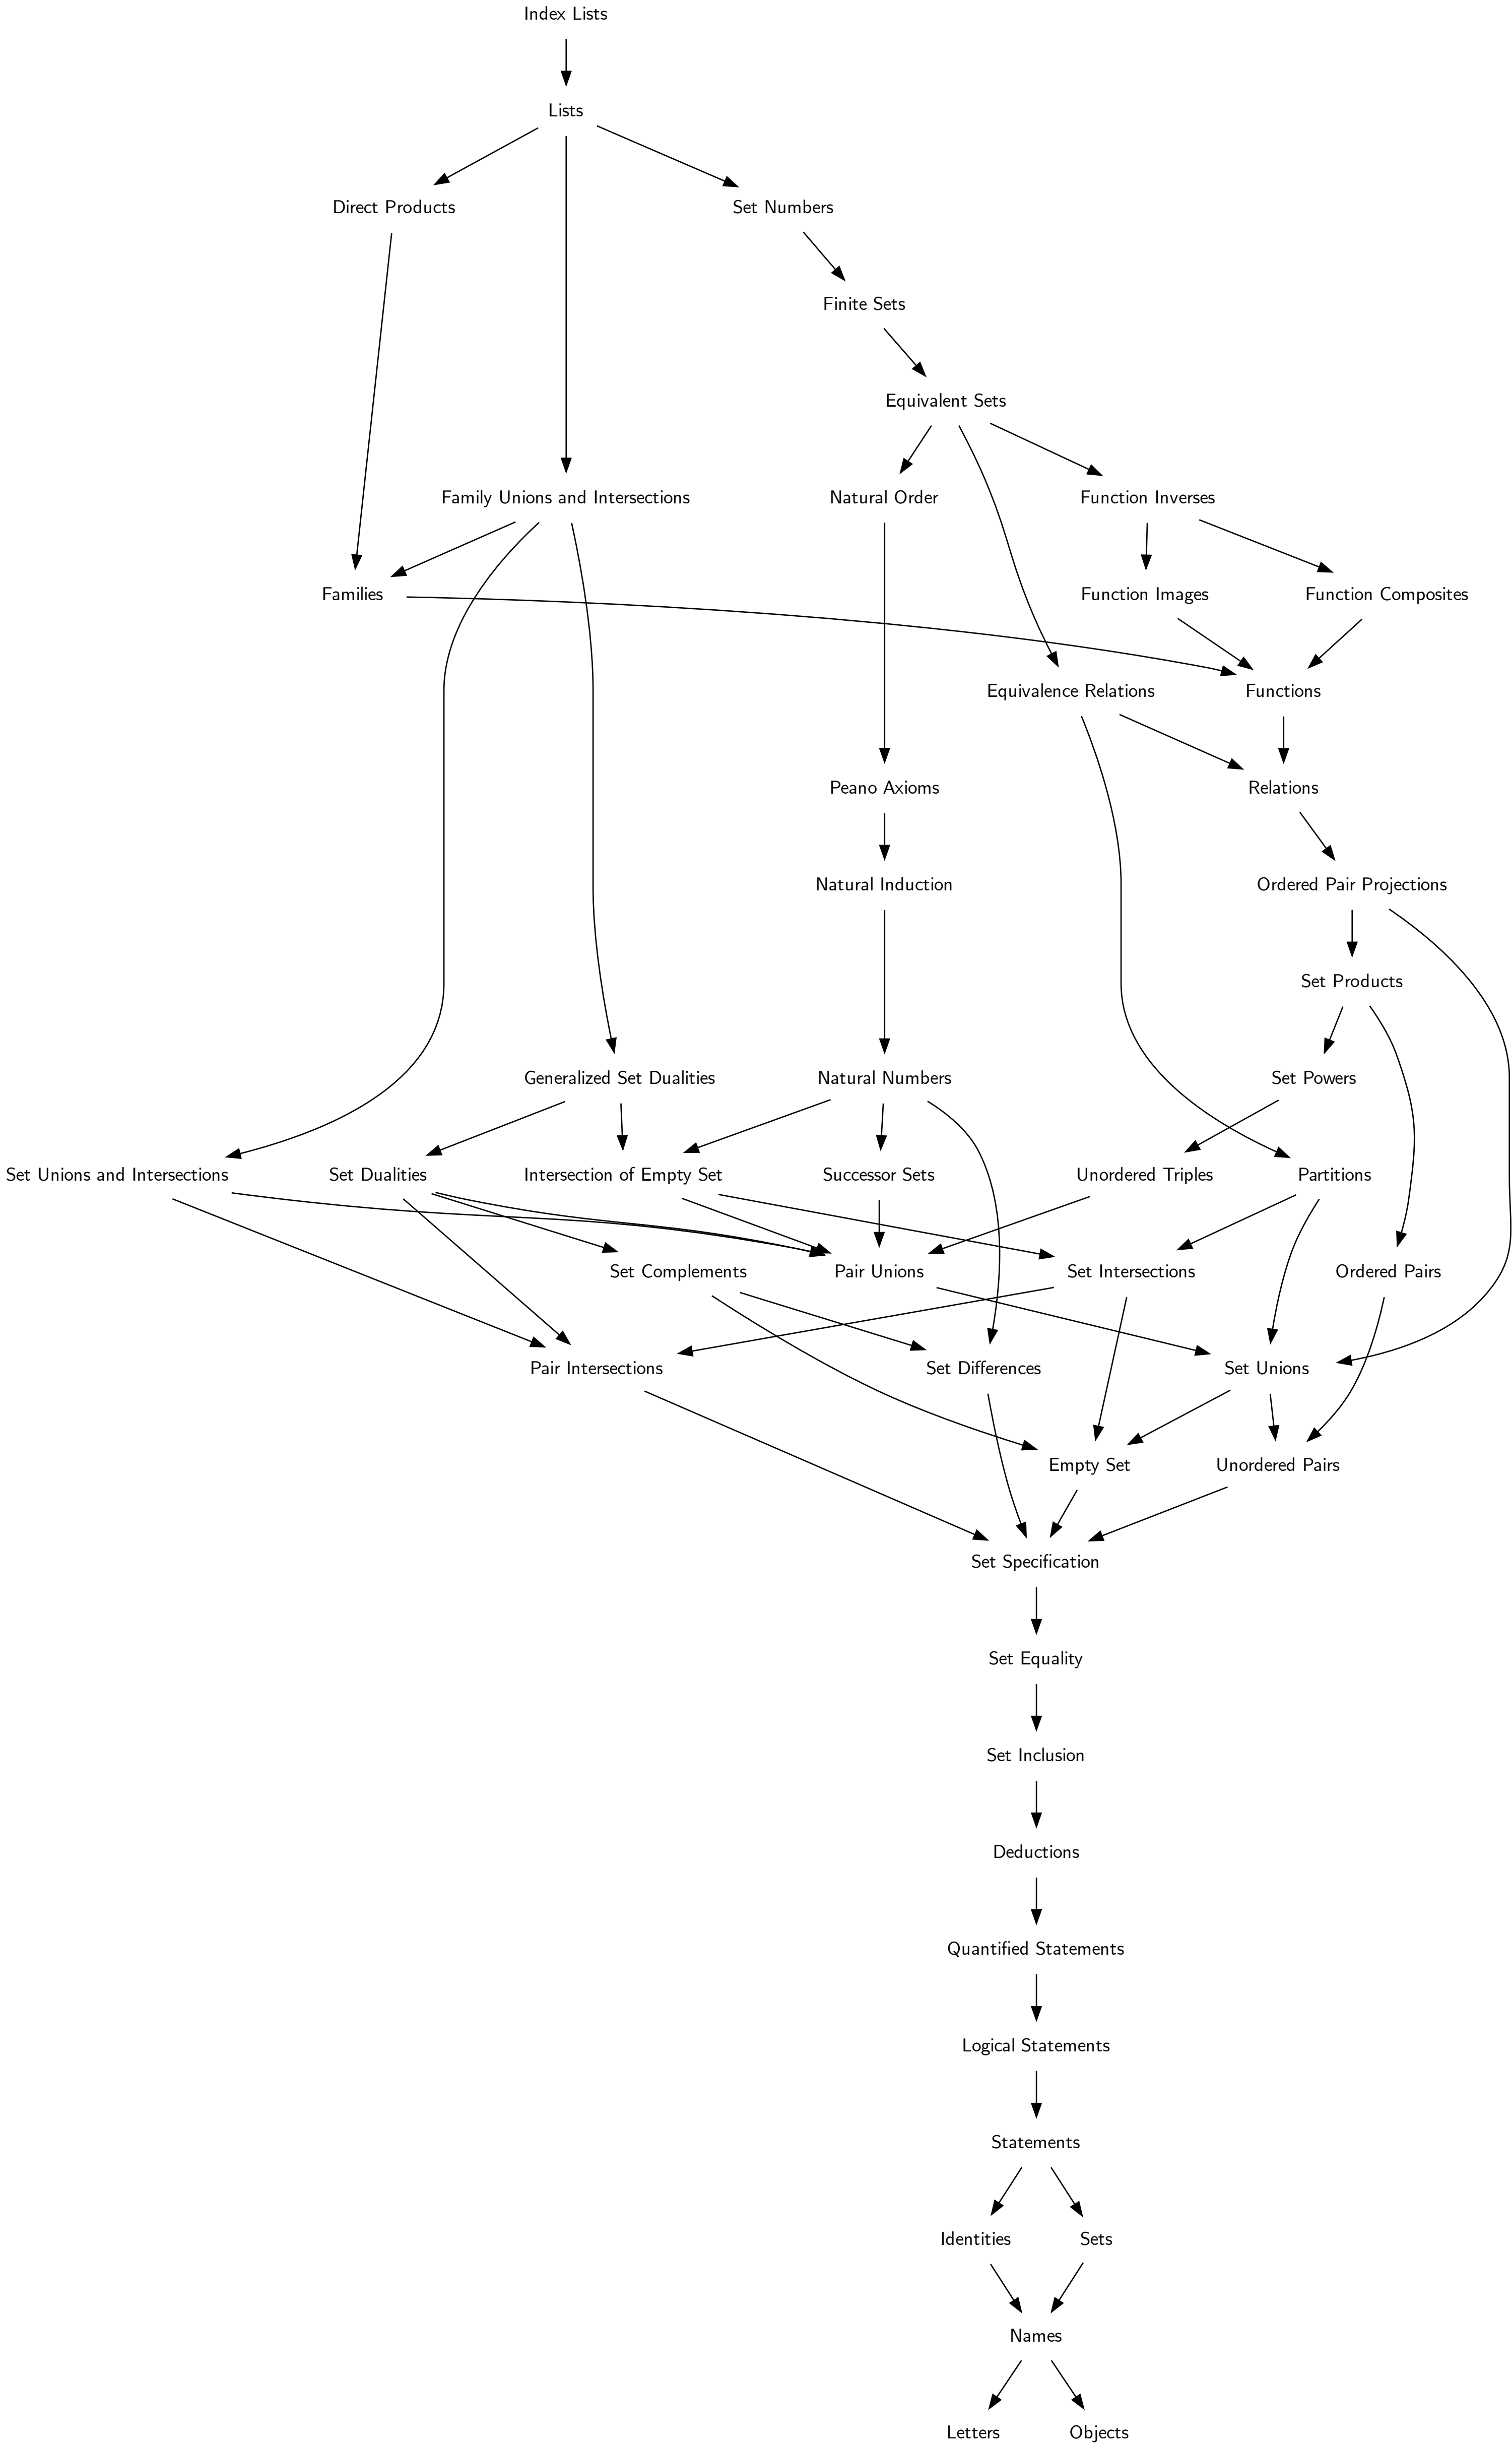 Index Lists
Lists
Direct Products
Set Numbers
Finite Sets
Equivalent Sets
Family Unions and Intersections
Natural Order
Function Inverses
Families
Function Images
Function Composites
Equivalence Relations
Functions
Peano Axioms
Relations
Natural Induction
Ordered Pair Projections
Set Products
Generalized Set Dualities
Natural Numbers
Set Powers
Set Unions and Intersections
Set Dualities
Intersection of Empty Set
Successor Sets
Unordered Triples
Partitions
Set Complements
Pair Unions
Set Intersections
Ordered Pairs
Pair Intersections
Set Differences
Set Unions
Empty Set
Unordered Pairs
Set Specification
Set Equality
Set Inclusion
Deductions
Quantified Statements
Logical Statements
Statements
Identities
Sets
Names
Letters
Objects